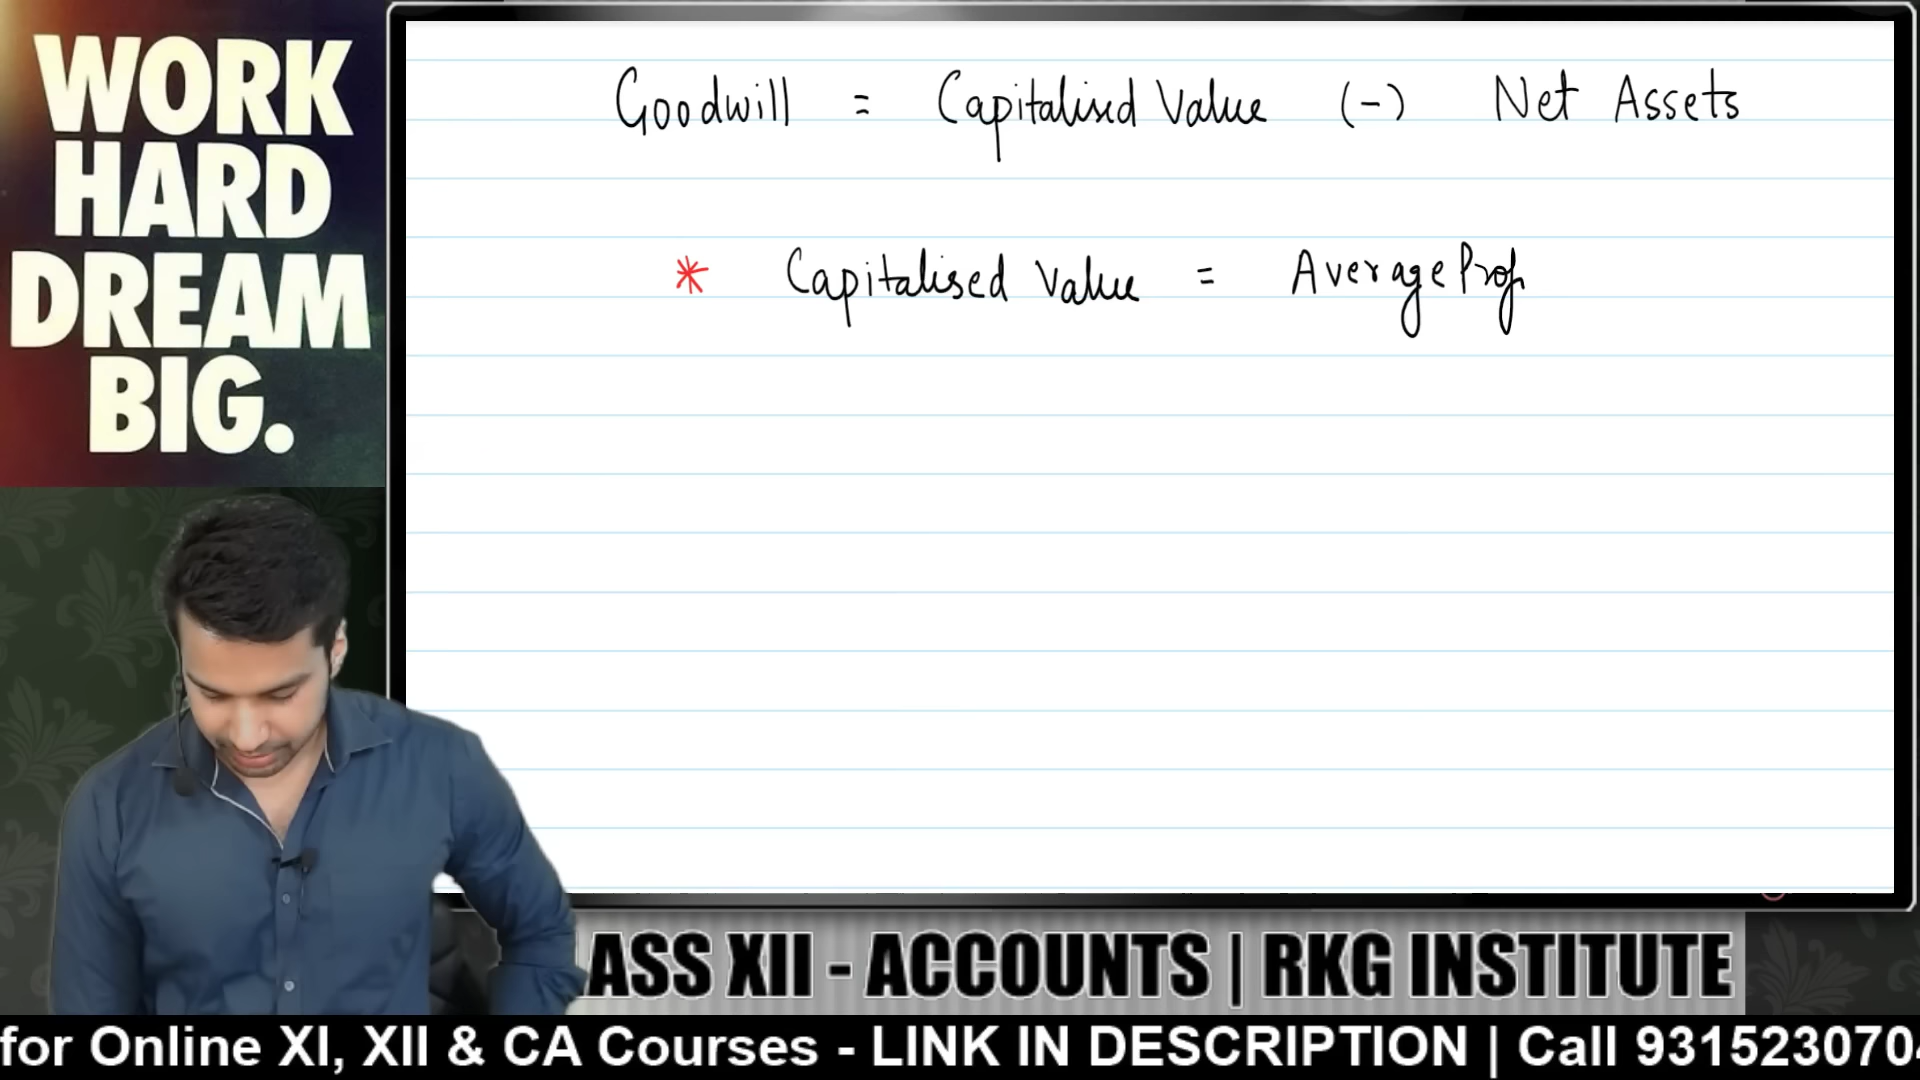 WORK
HARD
DREAM
BIG.
Goodwill = Capitalised Value (-) Net Assets
* Capitalised Value = Average Prof
ASS XII - ACCOUNTS | RKG INSTITUTE
for Online XI, XII & CA Courses - LINK IN DESCRIPTION | Call 931523070